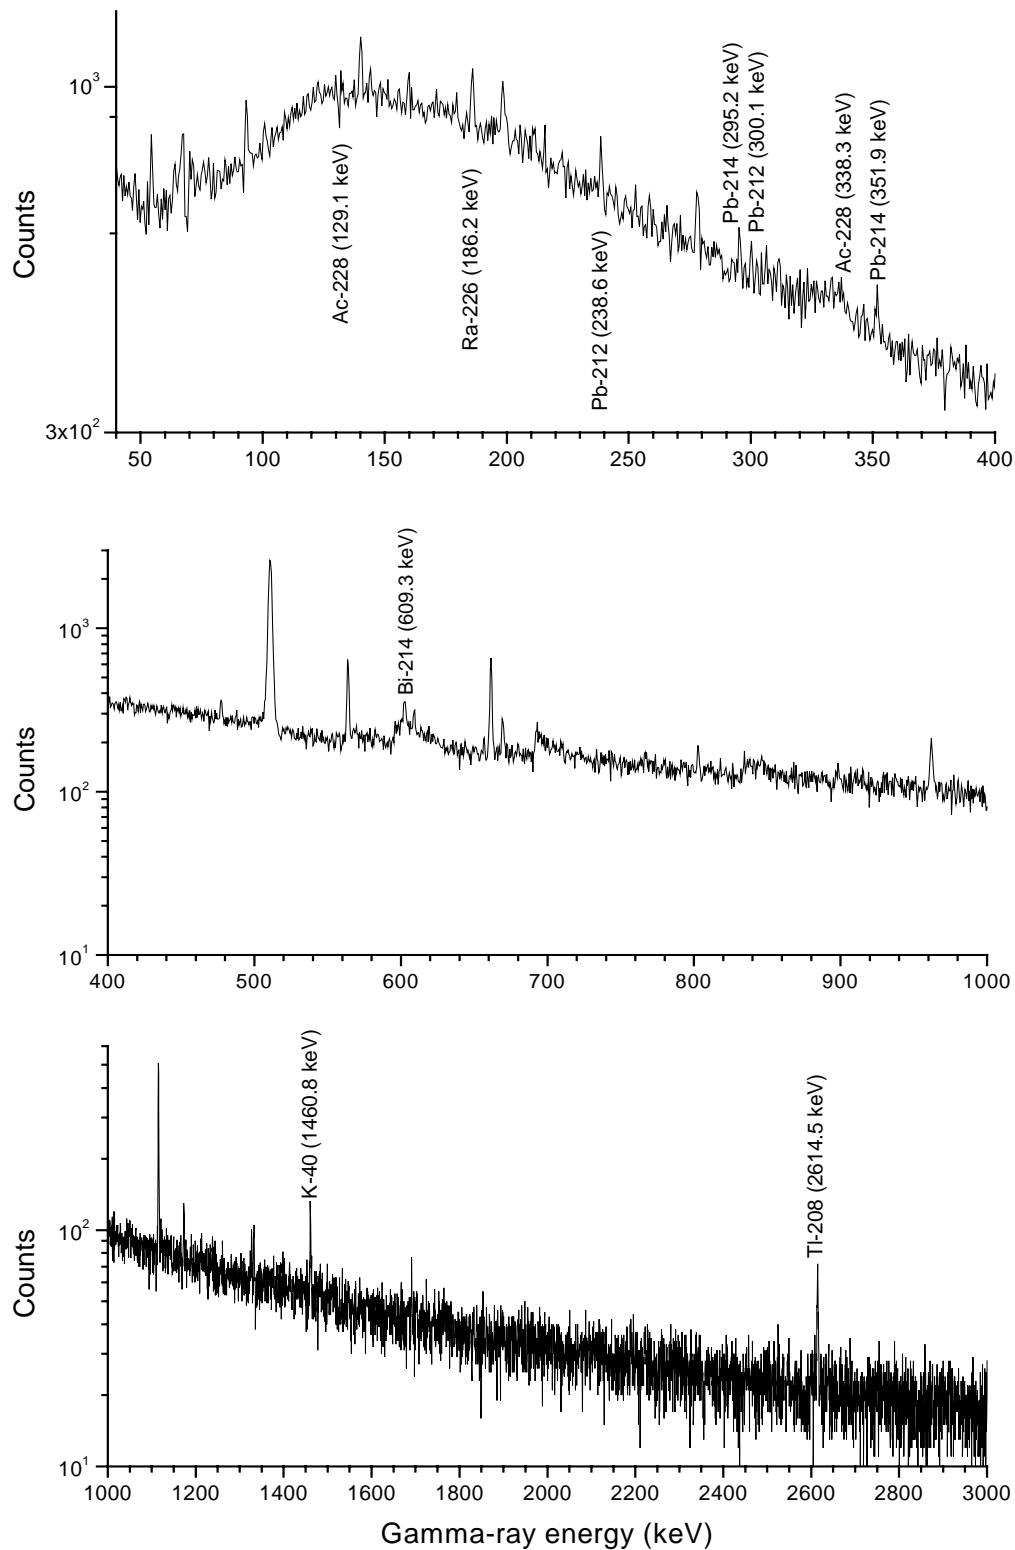 10³
3x10²
Counts
Ac-228 (129.1 keV)
Ra-226 (186.2 keV)
Pb-212 (238.6 keV)
Pb-214 (295.2 keV)
Pb-212 (300.1 keV)
Ac-228 (338.3 keV)
Pb-214 (351.9 keV)
50 100 150 200 250 300 350 400
10³
10²
10¹
Counts
Bi-214 (609.3 keV)
400 500 600 700 800 900 1000
10²
10¹
Counts
K-40 (1460.8 keV)
Tl-208 (2614.5 keV)
1000 1200 1400 1600 1800 2000 2200 2400 2600 2800 3000
Gamma-ray energy (keV)